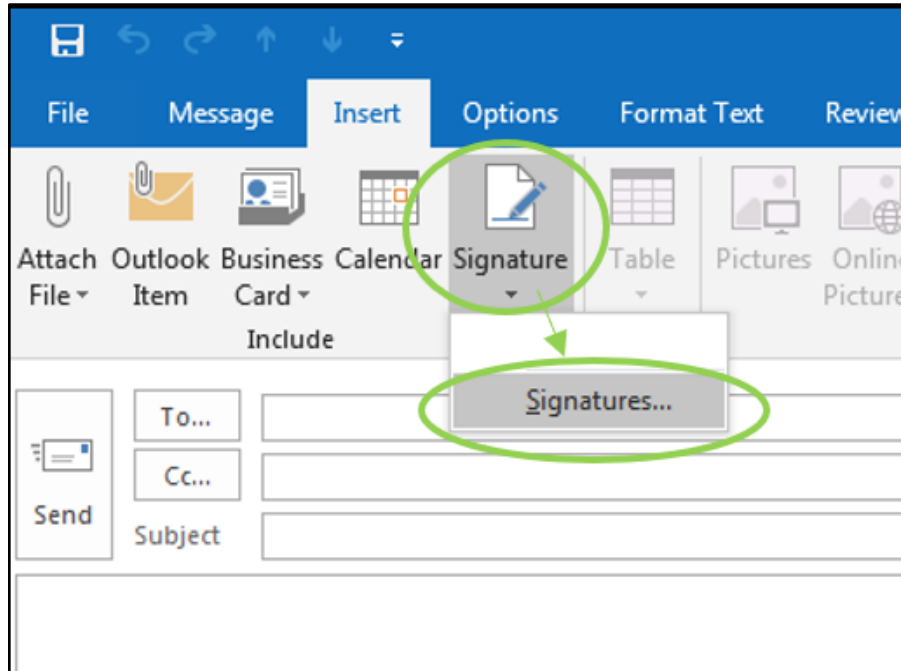 File Message Insert Options Format Text Review
Attach Outlook Business Calendar Signature Table Pictures Online
File Item Card Picture
Include
Signatures...
To...
Cc...
Send
Subject